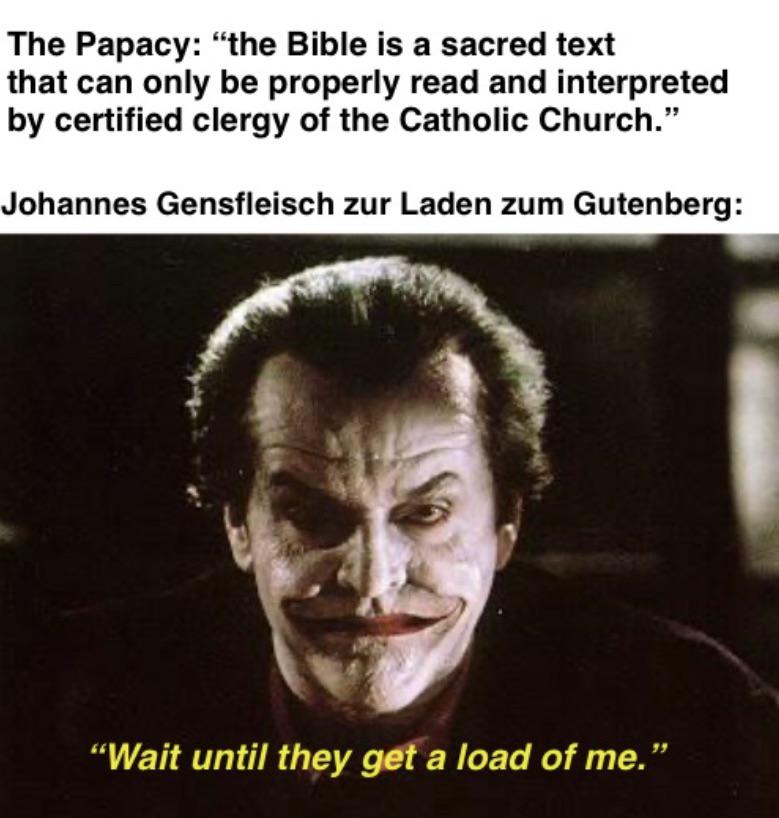 The Papacy: “the Bible is a sacred text
that can only be properly read and interpreted
by certified clergy of the Catholic Church.”
Johannes Gensfleisch zur Laden zum Gutenberg:
“Wait until they get a load of me.”